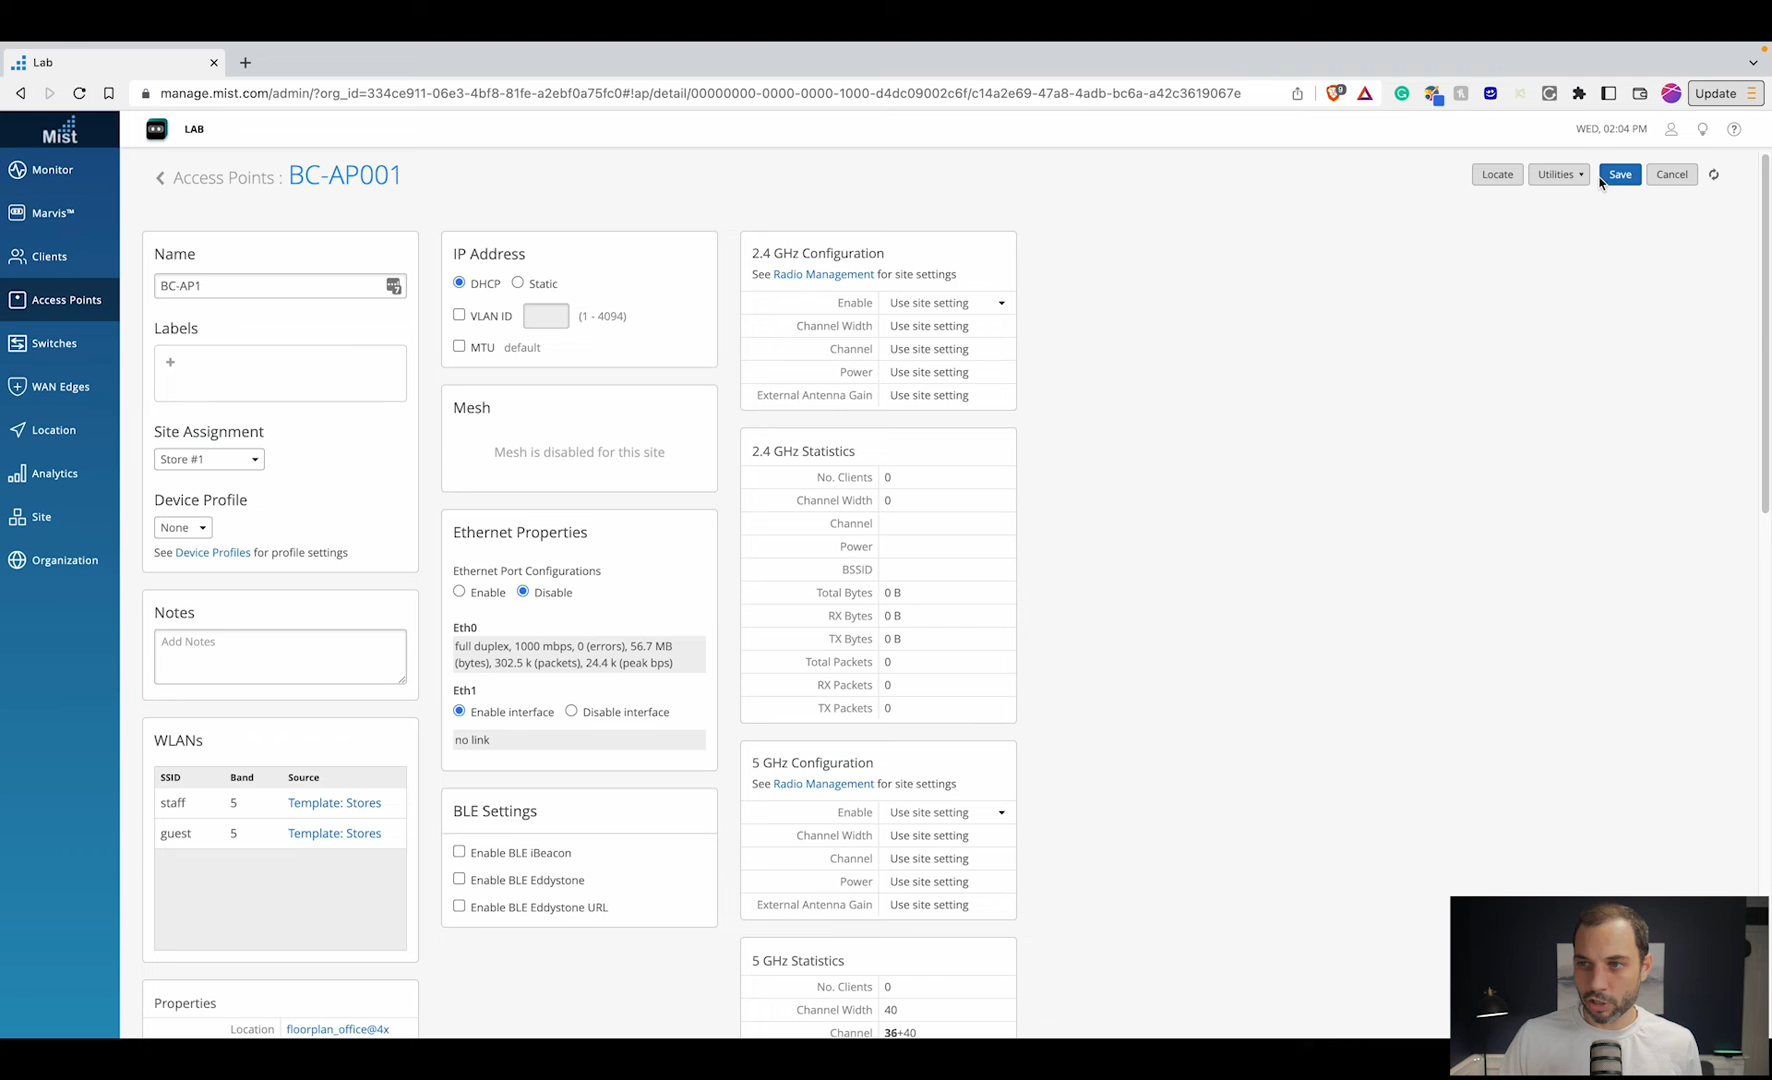 Lab
manage.mist.com/admin/?org_id=334ce911-06e3-4bf8-81fe-a2ebf0a75fc0#!ap/detail/00000000-0000-0000-1000-d4dc09002c6f/c14a2e69-47a8-4adb-bc6a-a42c3619067e
Update
Mist
LAB
WED, 02:04 PM
Monitor
Marvis™
Clients
Access Points
Switches
WAN Edges
Location
Analytics
Site
Organization
Access Points : BC-AP001
Locate
Utilities
Save
Cancel
Name
BC-AP1
Labels
+
Site Assignment
Store #1
Device Profile
None
See Device Profiles for profile settings
Notes
Add Notes
WLANs
SSID Band Source
staff 5 Template: Stores
guest 5 Template: Stores
Properties
Location floorplan_office@4x
IP Address
DHCP Static
VLAN ID (1 - 4094)
MTU default
Mesh
Mesh is disabled for this site
Ethernet Properties
Ethernet Port Configurations
Enable Disable
Eth0
full duplex, 1000 mbps, 0 (errors), 56.7 MB
(bytes), 302.5 k (packets), 24.4 k (peak bps)
Eth1
Enable interface Disable interface
no link
BLE Settings
Enable BLE iBeacon
Enable BLE Eddystone
Enable BLE Eddystone URL
2.4 GHz Configuration
See Radio Management for site settings
Enable Use site setting
Channel Width Use site setting
Channel Use site setting
Power Use site setting
External Antenna Gain Use site setting
2.4 GHz Statistics
No. Clients 0
Channel Width 0
Channel
Power
BSSID
Total Bytes 0 B
RX Bytes 0 B
TX Bytes 0 B
Total Packets 0
RX Packets 0
TX Packets 0
5 GHz Configuration
See Radio Management for site settings
Enable Use site setting
Channel Width Use site setting
Channel Use site setting
Power Use site setting
External Antenna Gain Use site setting
5 GHz Statistics
No. Clients 0
Channel Width 40
Channel 36+40